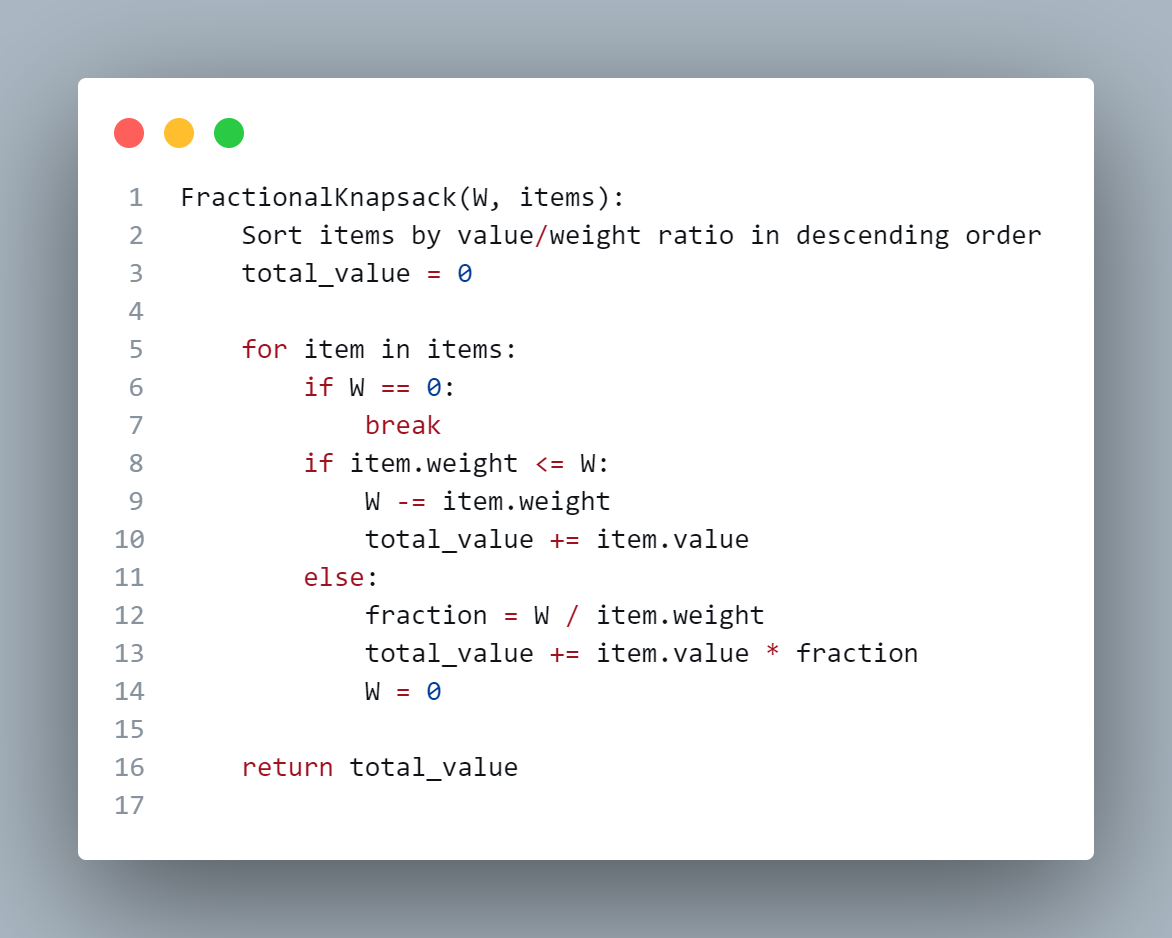 1 FractionalKnapsack(W, items):
2     Sort items by value/weight ratio in descending order
3     total_value = 0
4
5     for item in items:
6         if W == 0:
7             break
8         if item.weight <= W:
9             W -= item.weight
10             total_value += item.value
11         else:
12             fraction = W / item.weight
13             total_value += item.value * fraction
14             W = 0
15
16     return total_value
17